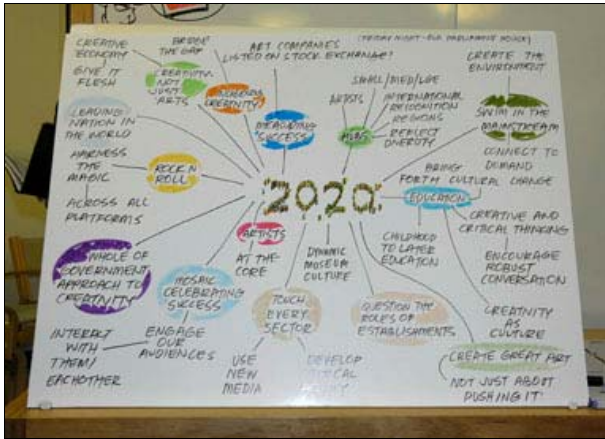 CREATIVE
ECONOMY
GIVE IT
FLESH
BRIDGE
THE GAP
CREATIVITY
NOT
JUST
ARTS
CREATIVITY
ART COMPANIES
LISTED ON STOCK EXCHANGE!
MEASURING
SUCCESS
(FRIDAY NIGHT - OLD PARLIAMENT HOUSE)
SMALL/MED/LGE
ARTISTS
INTERNATIONAL
RECOGNITION
REGIONS
REFLECT
DIVERSITY
HUBS
CREATE THE
ENVIRONMENT
SWIM IN THE
MAINSTREAM
CONNECT TO
DEMAND
LEADING
NATION IN
THE WORLD
HARNESS
THE
MAGIC
ACROSS ALL
PLATFORMS
ROCK N
ROLL
2020
BRING
FORTH CULTURAL CHANGE
EDUCATION
CREATIVE AND
CRITICAL THINKING
ENCOURAGE
ROBUST
CONVERSATION
CHILDHOOD
TO LATER
EDUCATION
CREATIVITY
AS
CULTURE
ARTISTS
AT THE
CORE
DYNAMIC
MUSEUM
CULTURE
WHOLE OF
GOVERNMENT
APPROACH TO
CREATIVITY
MOSAIC
CELEBRATING
SUCCESS
ENGAGE
OUR
AUDIENCES
INTERACT
WITH
THEM/
EACHOTHER
TOUCH
EVERY
SECTOR
USE
NEW
MEDIA
DEVELOP
QUESTION THE
ROLES OF
ESTABLISHMENTS
CREATE GREAT ART
NOT JUST ABOUT
PUSHING IT!